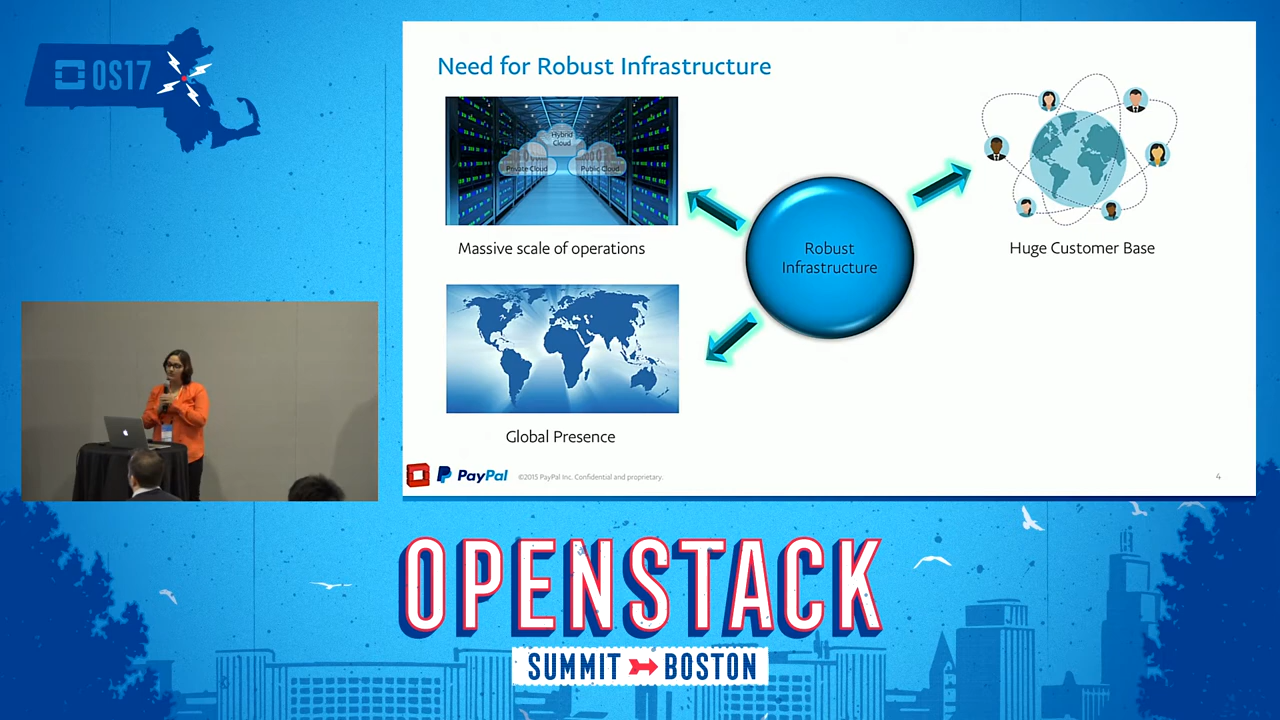 OS17
Need for Robust Infrastructure
Hybrid
Cloud
Private Cloud
Public Cloud
Massive scale of operations
Robust
Infrastructure
Huge Customer Base
Global Presence
PayPal
©2015 PayPal Inc. Confidential and proprietary.
4
OPENSTACK
SUMMIT BOSTON